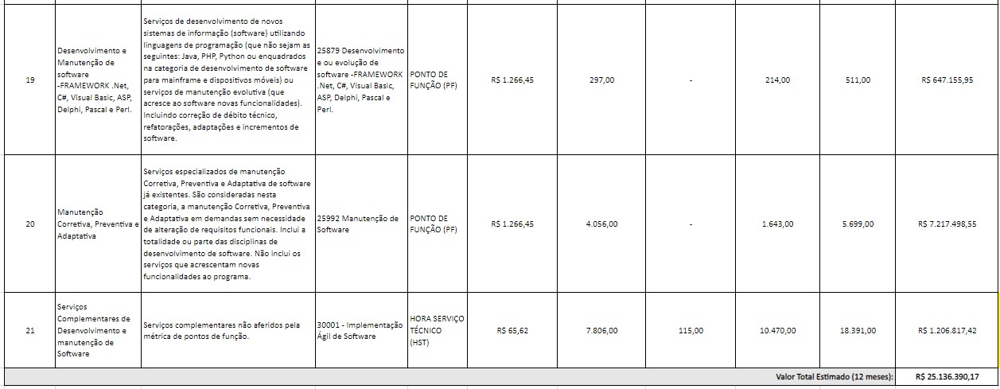 19
Desenvolvimento e
Manutenção de
software
-FRAMEWORK .Net,
C#, Visual Basic, ASP,
Delphi, Pascal e Perl.
Serviços de desenvolvimento de novos
sistemas de informação (software) utilizando
linguagens de programação (que não sejam as
seguintes: Java, PHP, Python ou enquadrados
na categoria de desenvolvimento de software
para mainframe e dispositivos móveis) ou
serviços de manutenção evolutiva (que
acresce ao software novas funcionalidades).
Incluindo correção de débito técnico,
refatorações, adaptações e incrementos de
software.
25879 Desenvolvimento
e ou evolução de
software -FRAMEWORK
.Net, C#, Visual Basic,
ASP, Delphi, Pascal e
Perl.
PONTO DE
FUNÇÃO (PF)
R$ 1.266,45
297,00
-
214,00
511,00
R$ 647.155,95
20
Manutenção
Corretiva, Preventiva e
Adaptativa
Serviços especializados de manutenção
Corretiva, Preventiva e Adaptativa de software
já existentes. São consideradas nesta
categoria, a manutenção Corretiva, Preventiva
e Adaptativa em demandas sem necessidade
de alteração de requisitos funcionais. Inclui a
totalidade ou parte das disciplinas de
desenvolvimento de software. Não inclui os
serviços que acrescentam novas
funcionalidades ao programa.
25992 Manutenção de
Software
PONTO DE
FUNÇÃO (PF)
R$ 1.266,45
4.056,00
-
1.643,00
5.699,00
R$ 7.217.498,55
21
Serviços
Complementares de
Desenvolvimento e
manutenção de
Software
Serviços complementares não aferidos pela
métrica de pontos de função.
30001 - Implementação
Ágil de Software
HORA SERVIÇO
TÉCNICO
(HST)
R$ 65,62
7.806,00
115,00
10.470,00
18.391,00
R$ 1.206.817,42
Valor Total Estimado (12 meses):
R$ 25.136.390,17